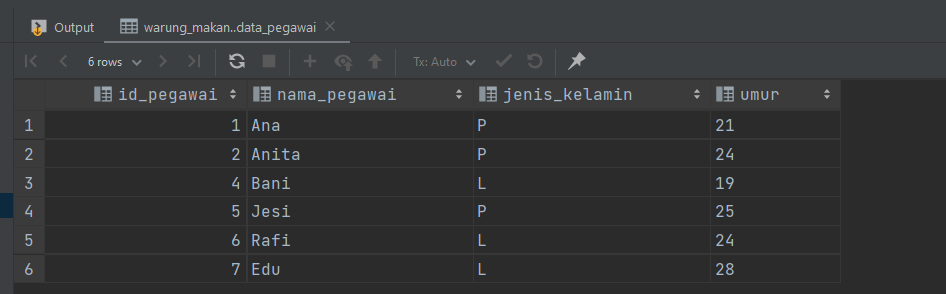 Output warung_makan..data_pegawai
6 rows Tx: Auto
id_pegawai nama_pegawai jenis_kelamin umur
1 1 Ana P 21
2 2 Anita P 24
3 4 Bani L 19
4 5 Jesi P 25
5 6 Rafi L 24
6 7 Edu L 28